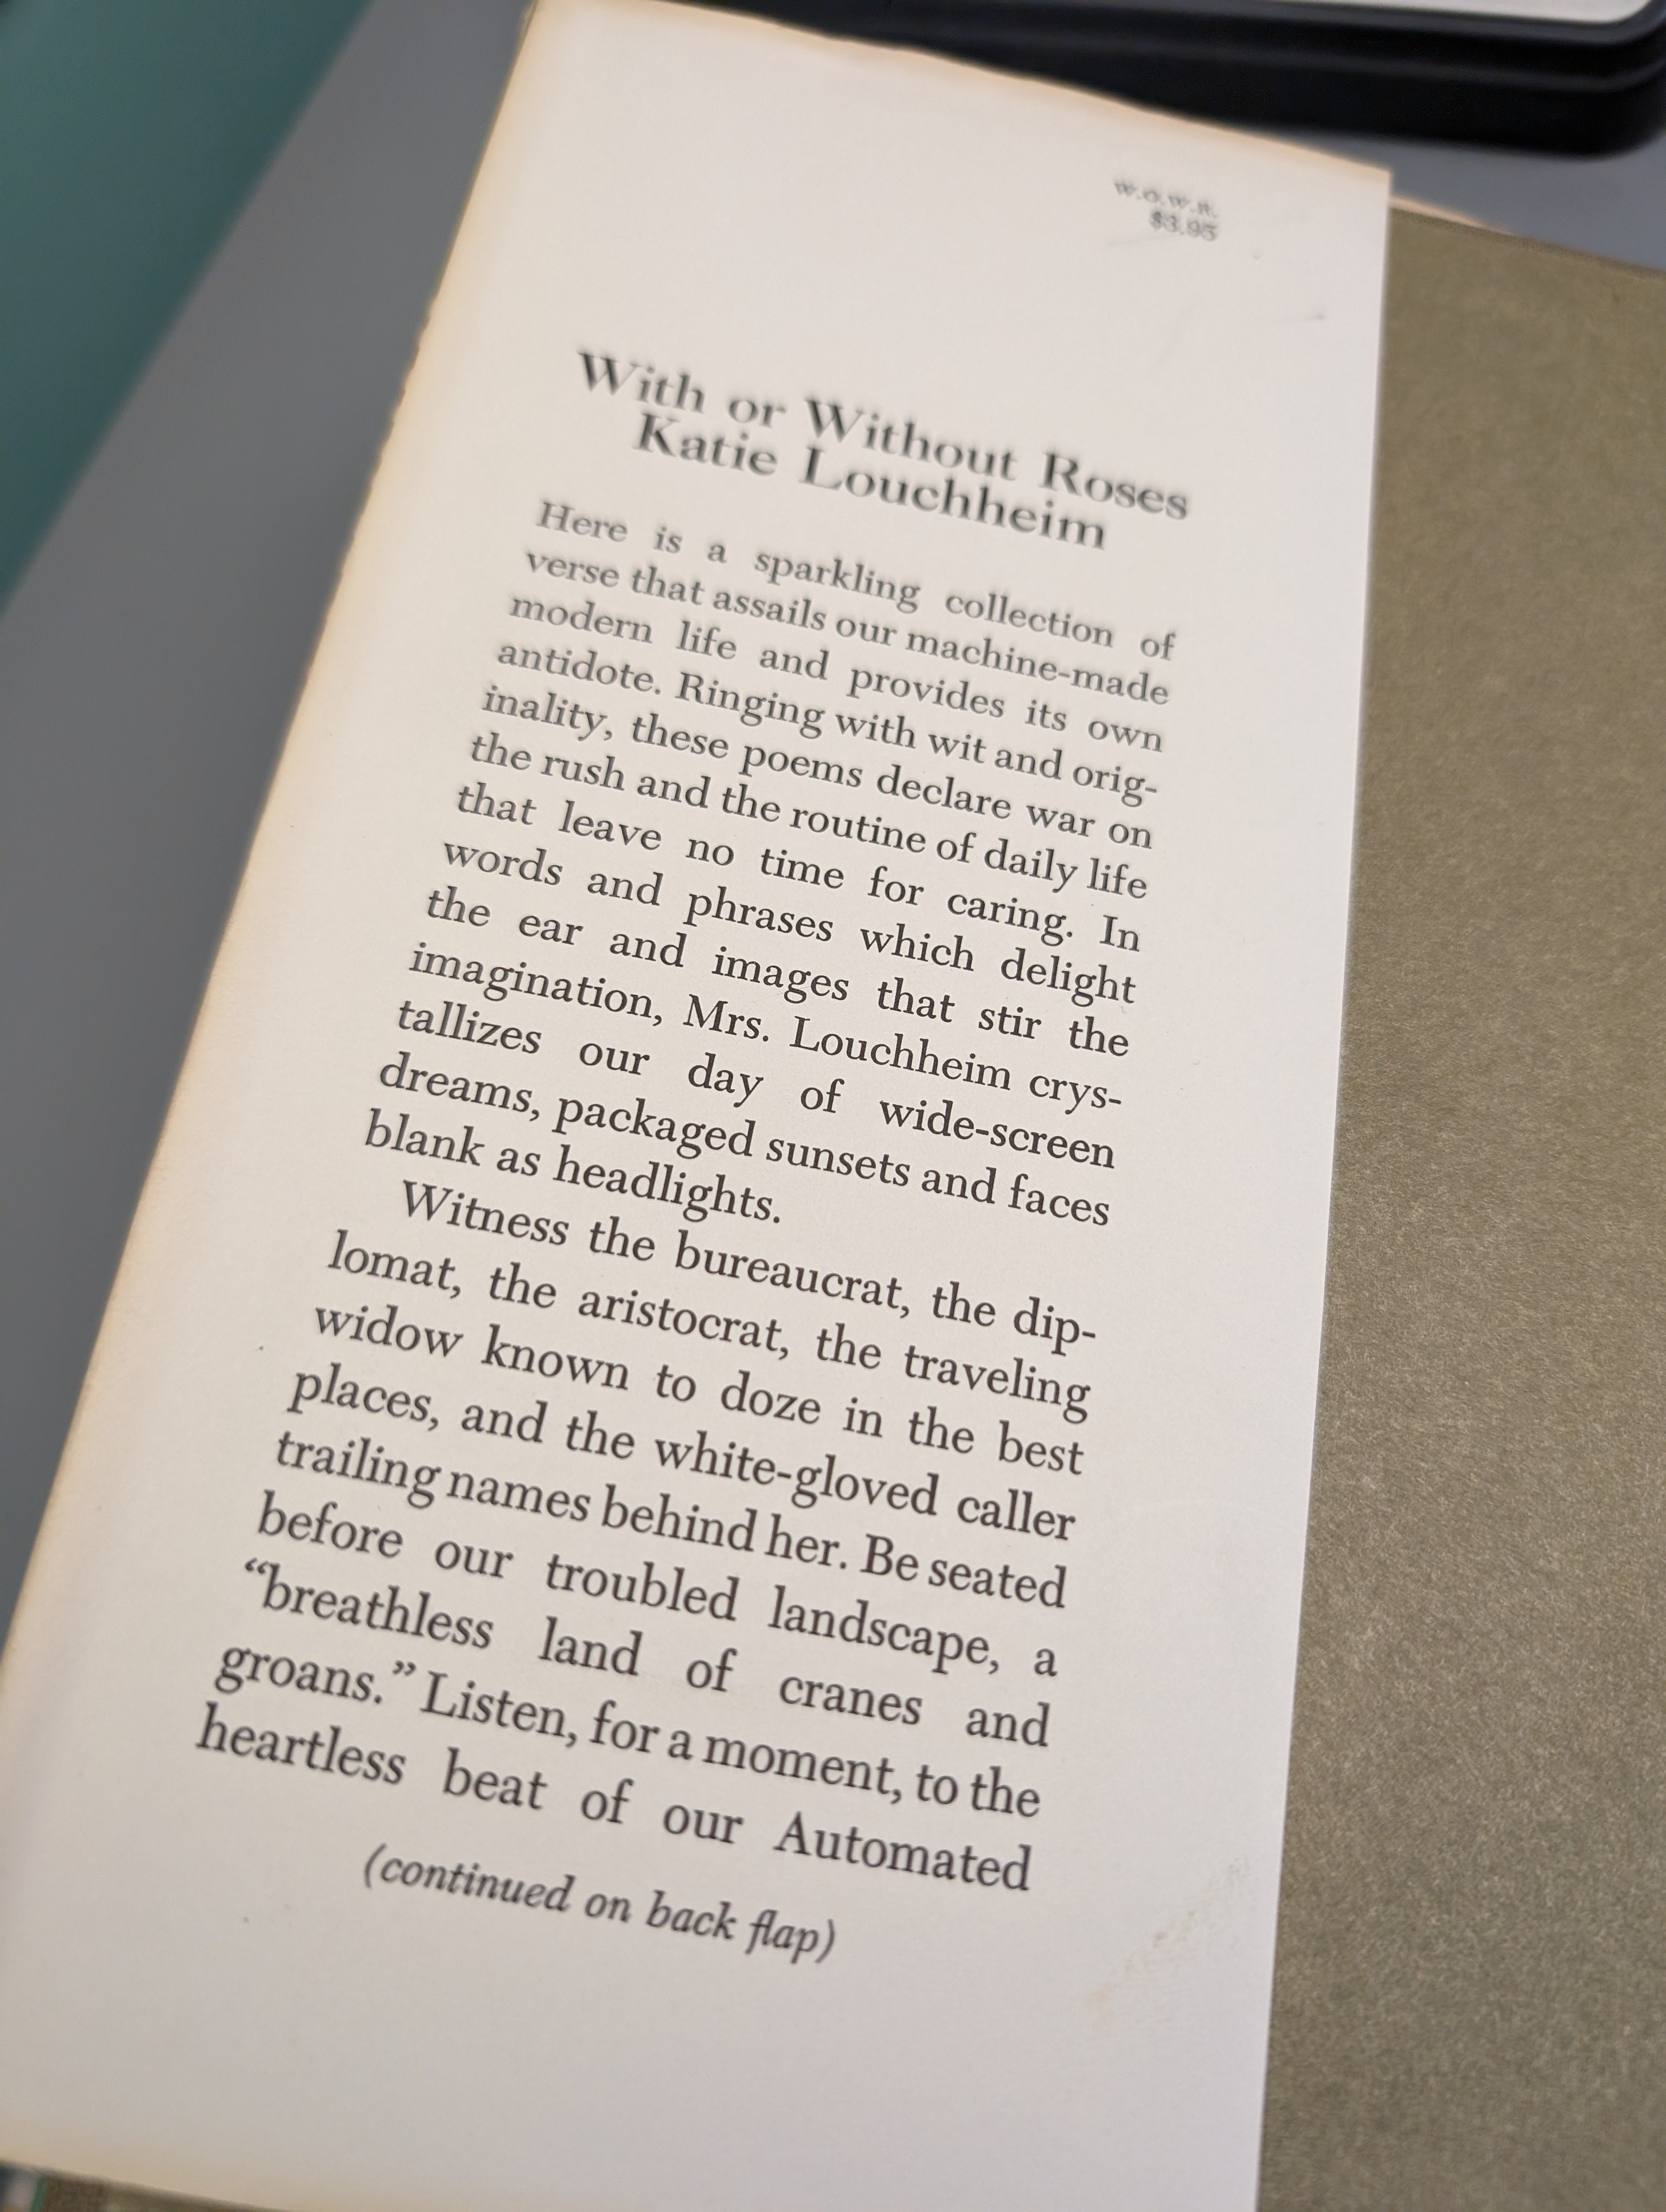 W.O.W.R.
$3.95
With or Without Roses
Katie Louchheim
Here is a sparkling collection of
verse that assails our machine-made
modern life and provides its own
antidote. Ringing with wit and orig-
inality, these poems declare war on
the rush and the routine of daily life
that leave no time for caring. In
words and phrases which delight
the ear and images that stir the
imagination, Mrs. Louchheim crys-
tallizes our day of wide-screen
dreams, packaged sunsets and faces
blank as headlights.
Witness the bureaucrat, the dip-
lomat, the aristocrat, the traveling
widow known to doze in the best
places, and the white-gloved caller
trailing names behind her. Be seated
before our troubled landscape, a
“breathless land of cranes and
groans.” Listen, for a moment, to the
heartless beat of our Automated
(continued on back flap)